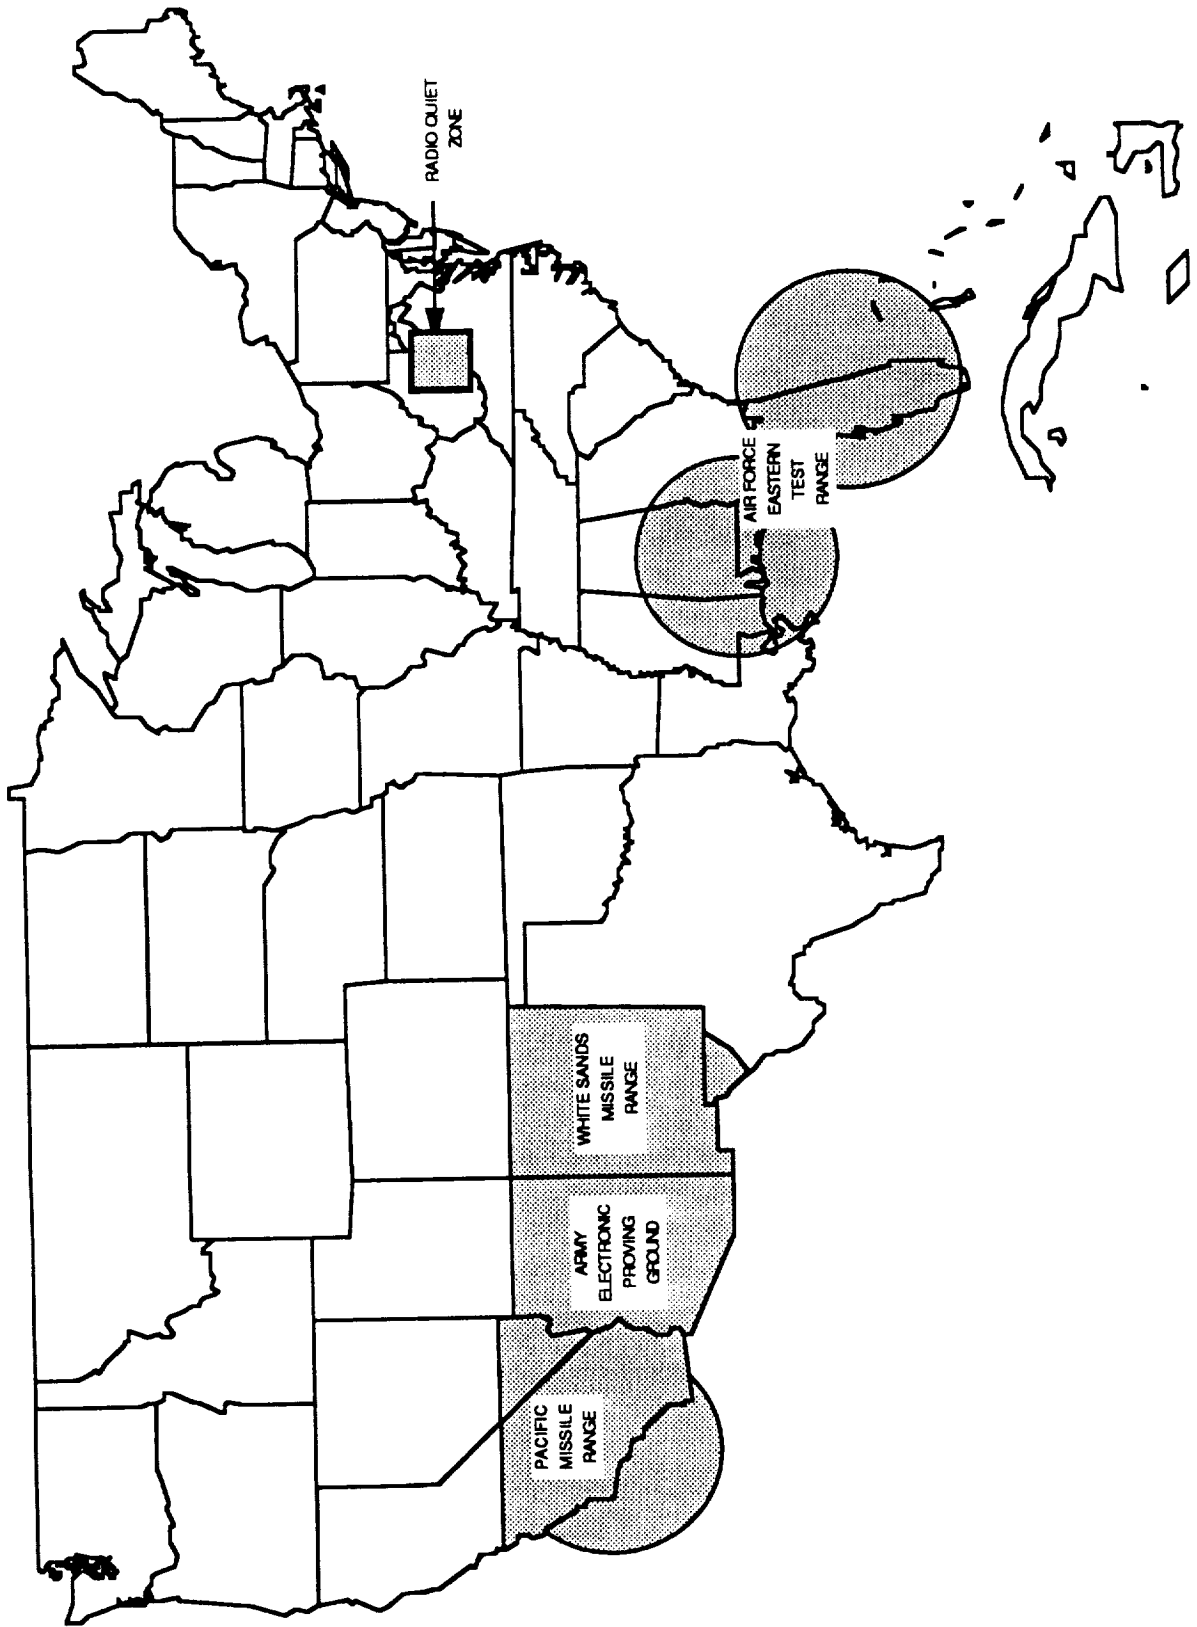 RADIO QUIET
ZONE
AIR FORCE
EASTERN
TEST
RANGE
WHITE SANDS
MISSILE
RANGE
ARMY
ELECTRONIC
PROVING
GROUND
PACIFIC
MISSILE
RANGE